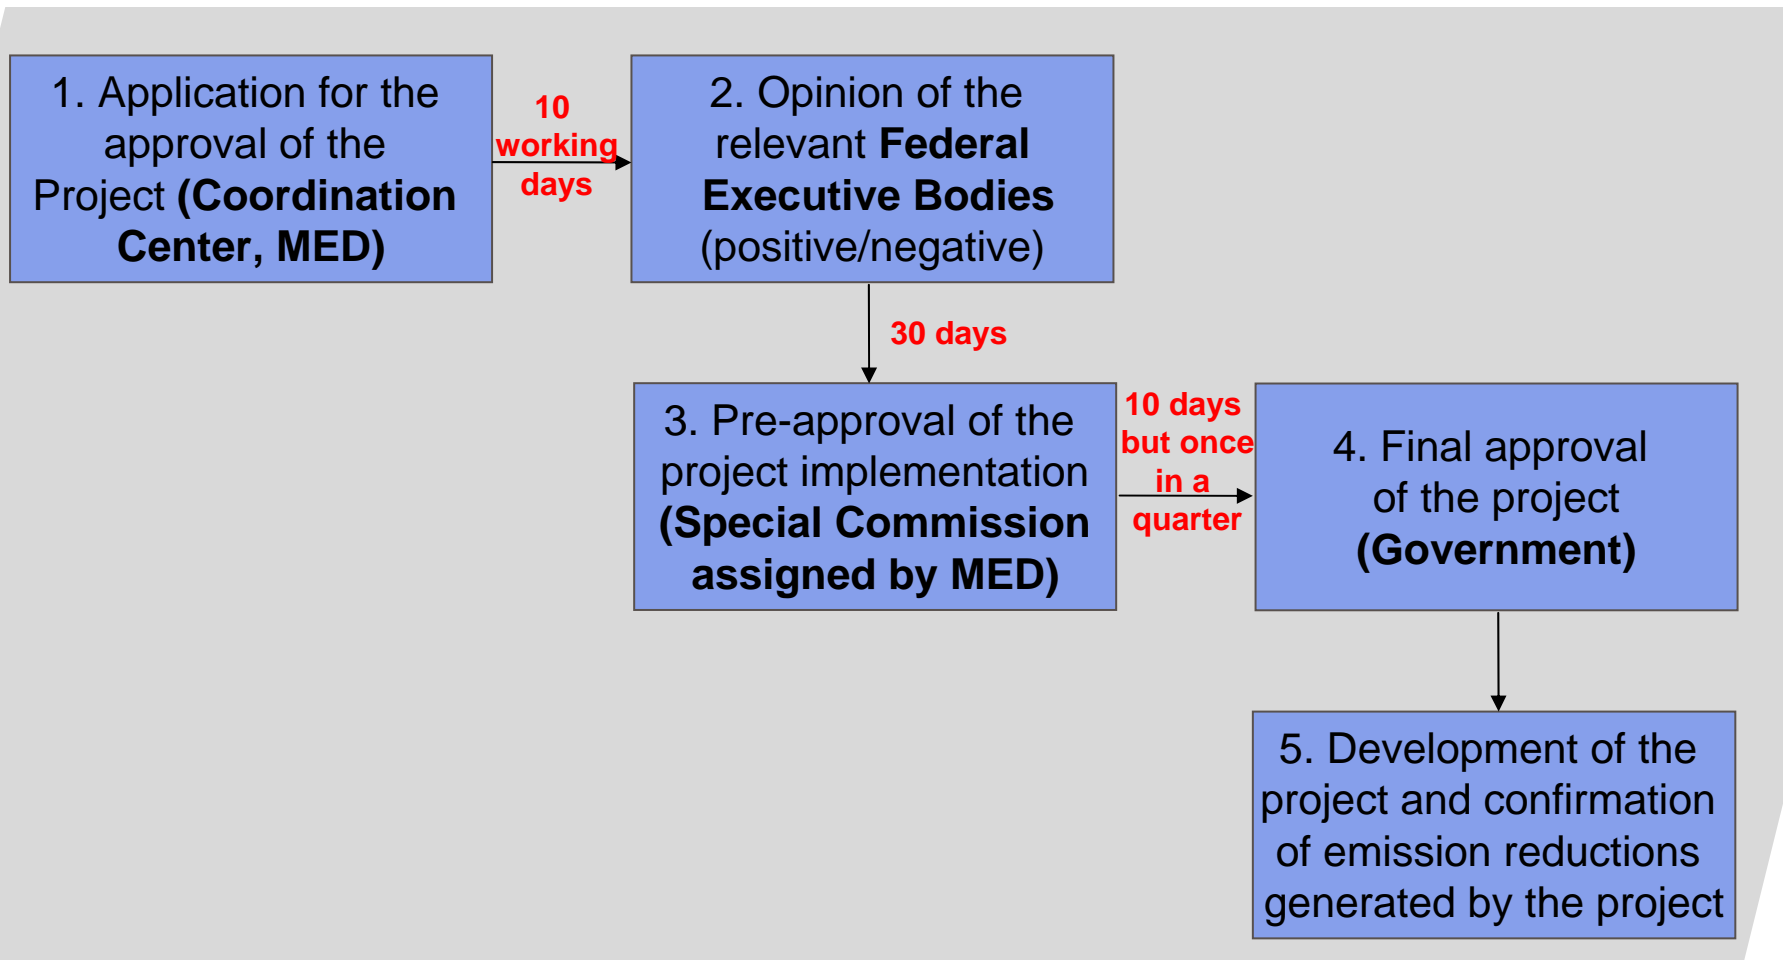 1. Application for the
approval of the
Project (Coordination
Center, MED)
10
working
days
2. Opinion of the
relevant Federal
Executive Bodies
(positive/negative)
30 days
3. Pre-approval of the
project implementation
(Special Commission
assigned by MED)
10 days
but once
in a
quarter
4. Final approval
of the project
(Government)
5. Development of the
project and confirmation
of emission reductions
generated by the project